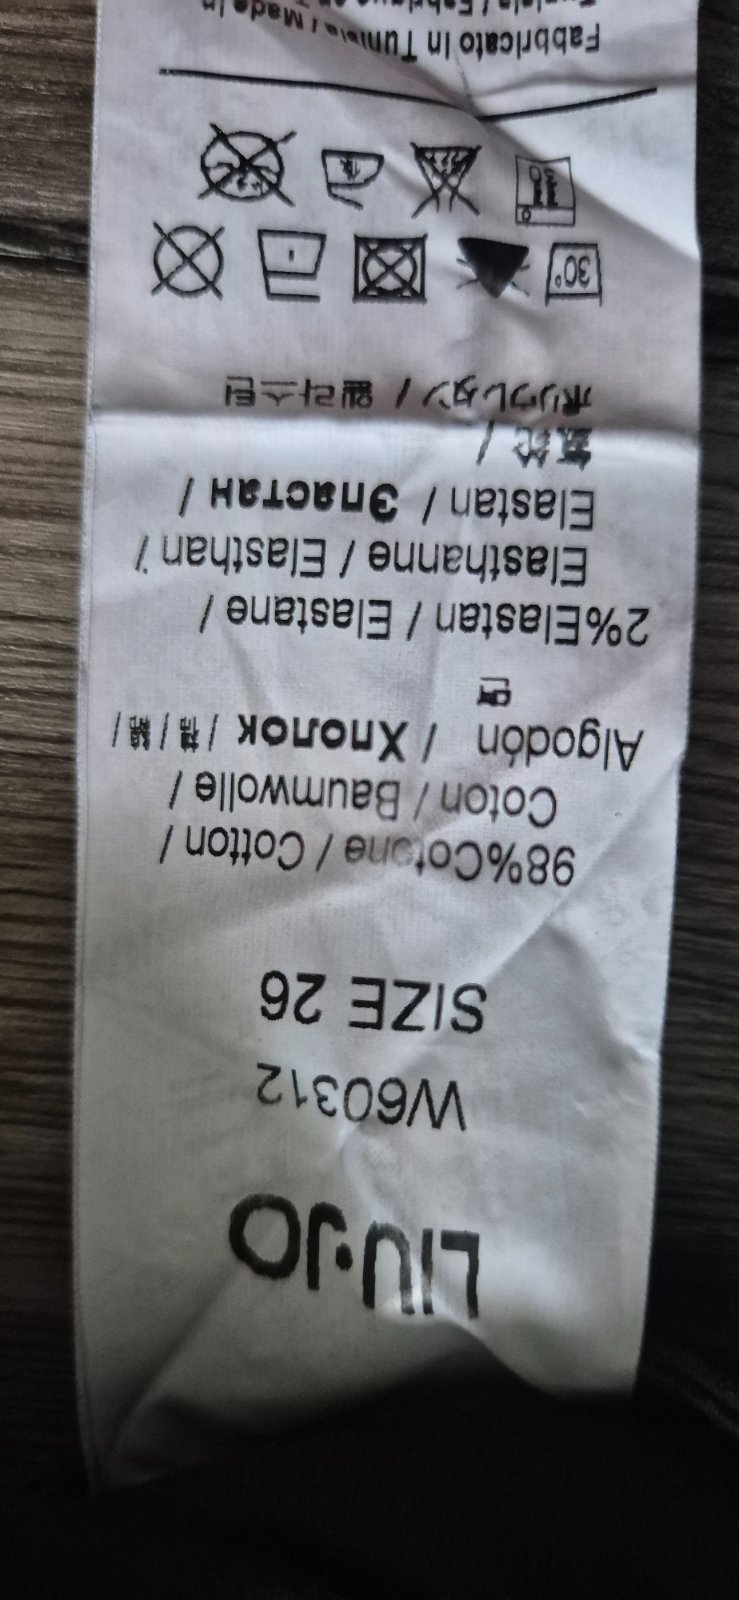 LIU·JO
W60312
SIZE 26
98%Cotone / Cotton /
Coton / Baumwolle /
Algodón / Хлопок / 棉 / 綿 /
면
2%Elastan / Elastane /
Elasthanne / Elasthan /
Elastan / Эластан /
氨纶 /
ポリウレタン / 엘라스틴
30°
Fabbricato In Tunisia / Made in